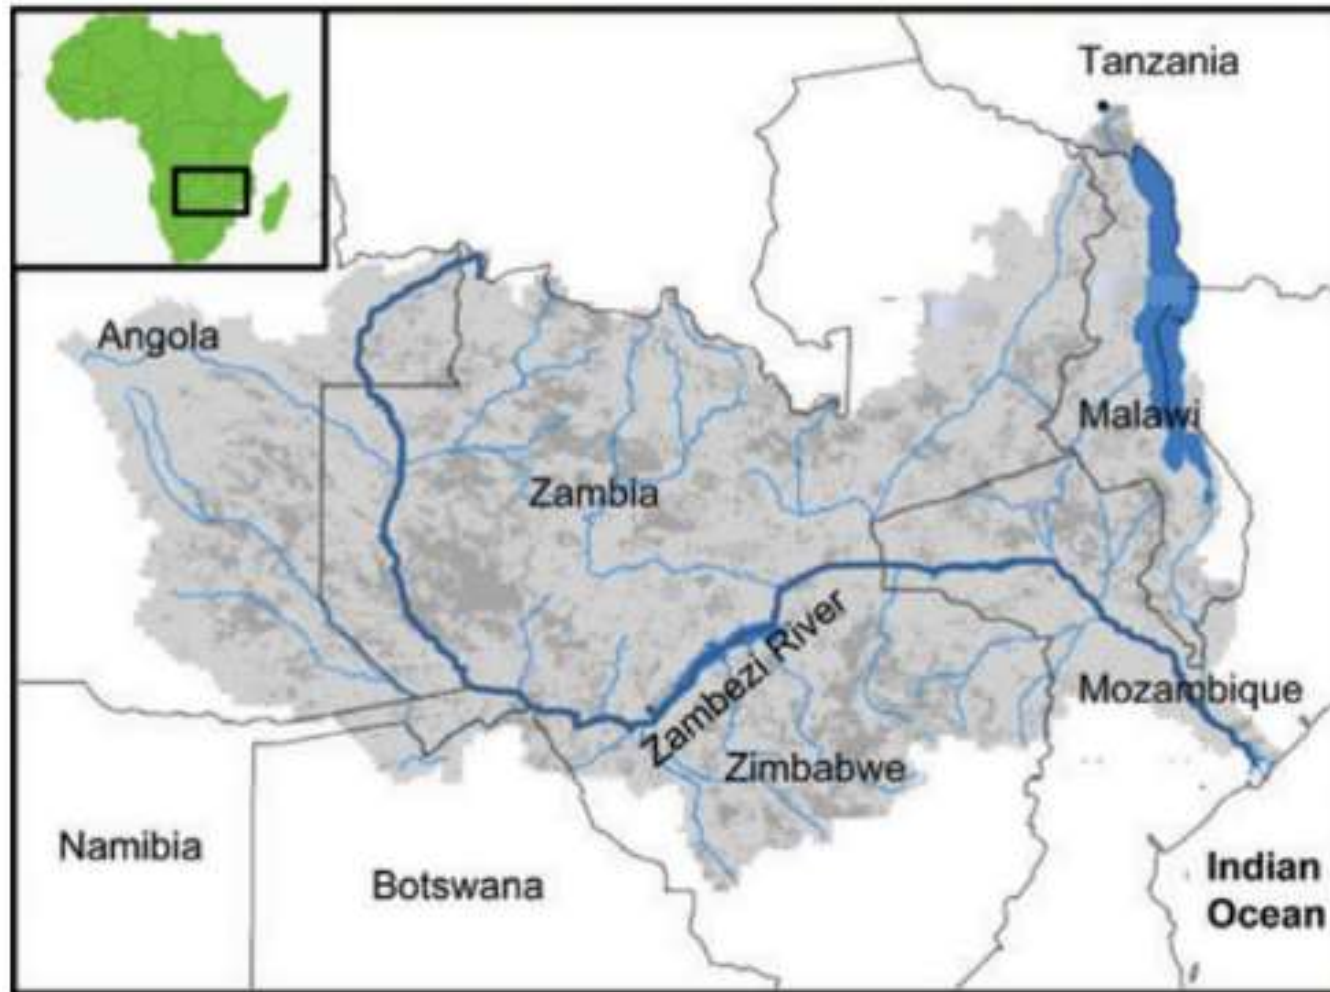 Tanzania
Angola
Malawi
Zambia
Zambezi River
Mozambique
Zimbabwe
Namibia
Botswana
Indian
Ocean